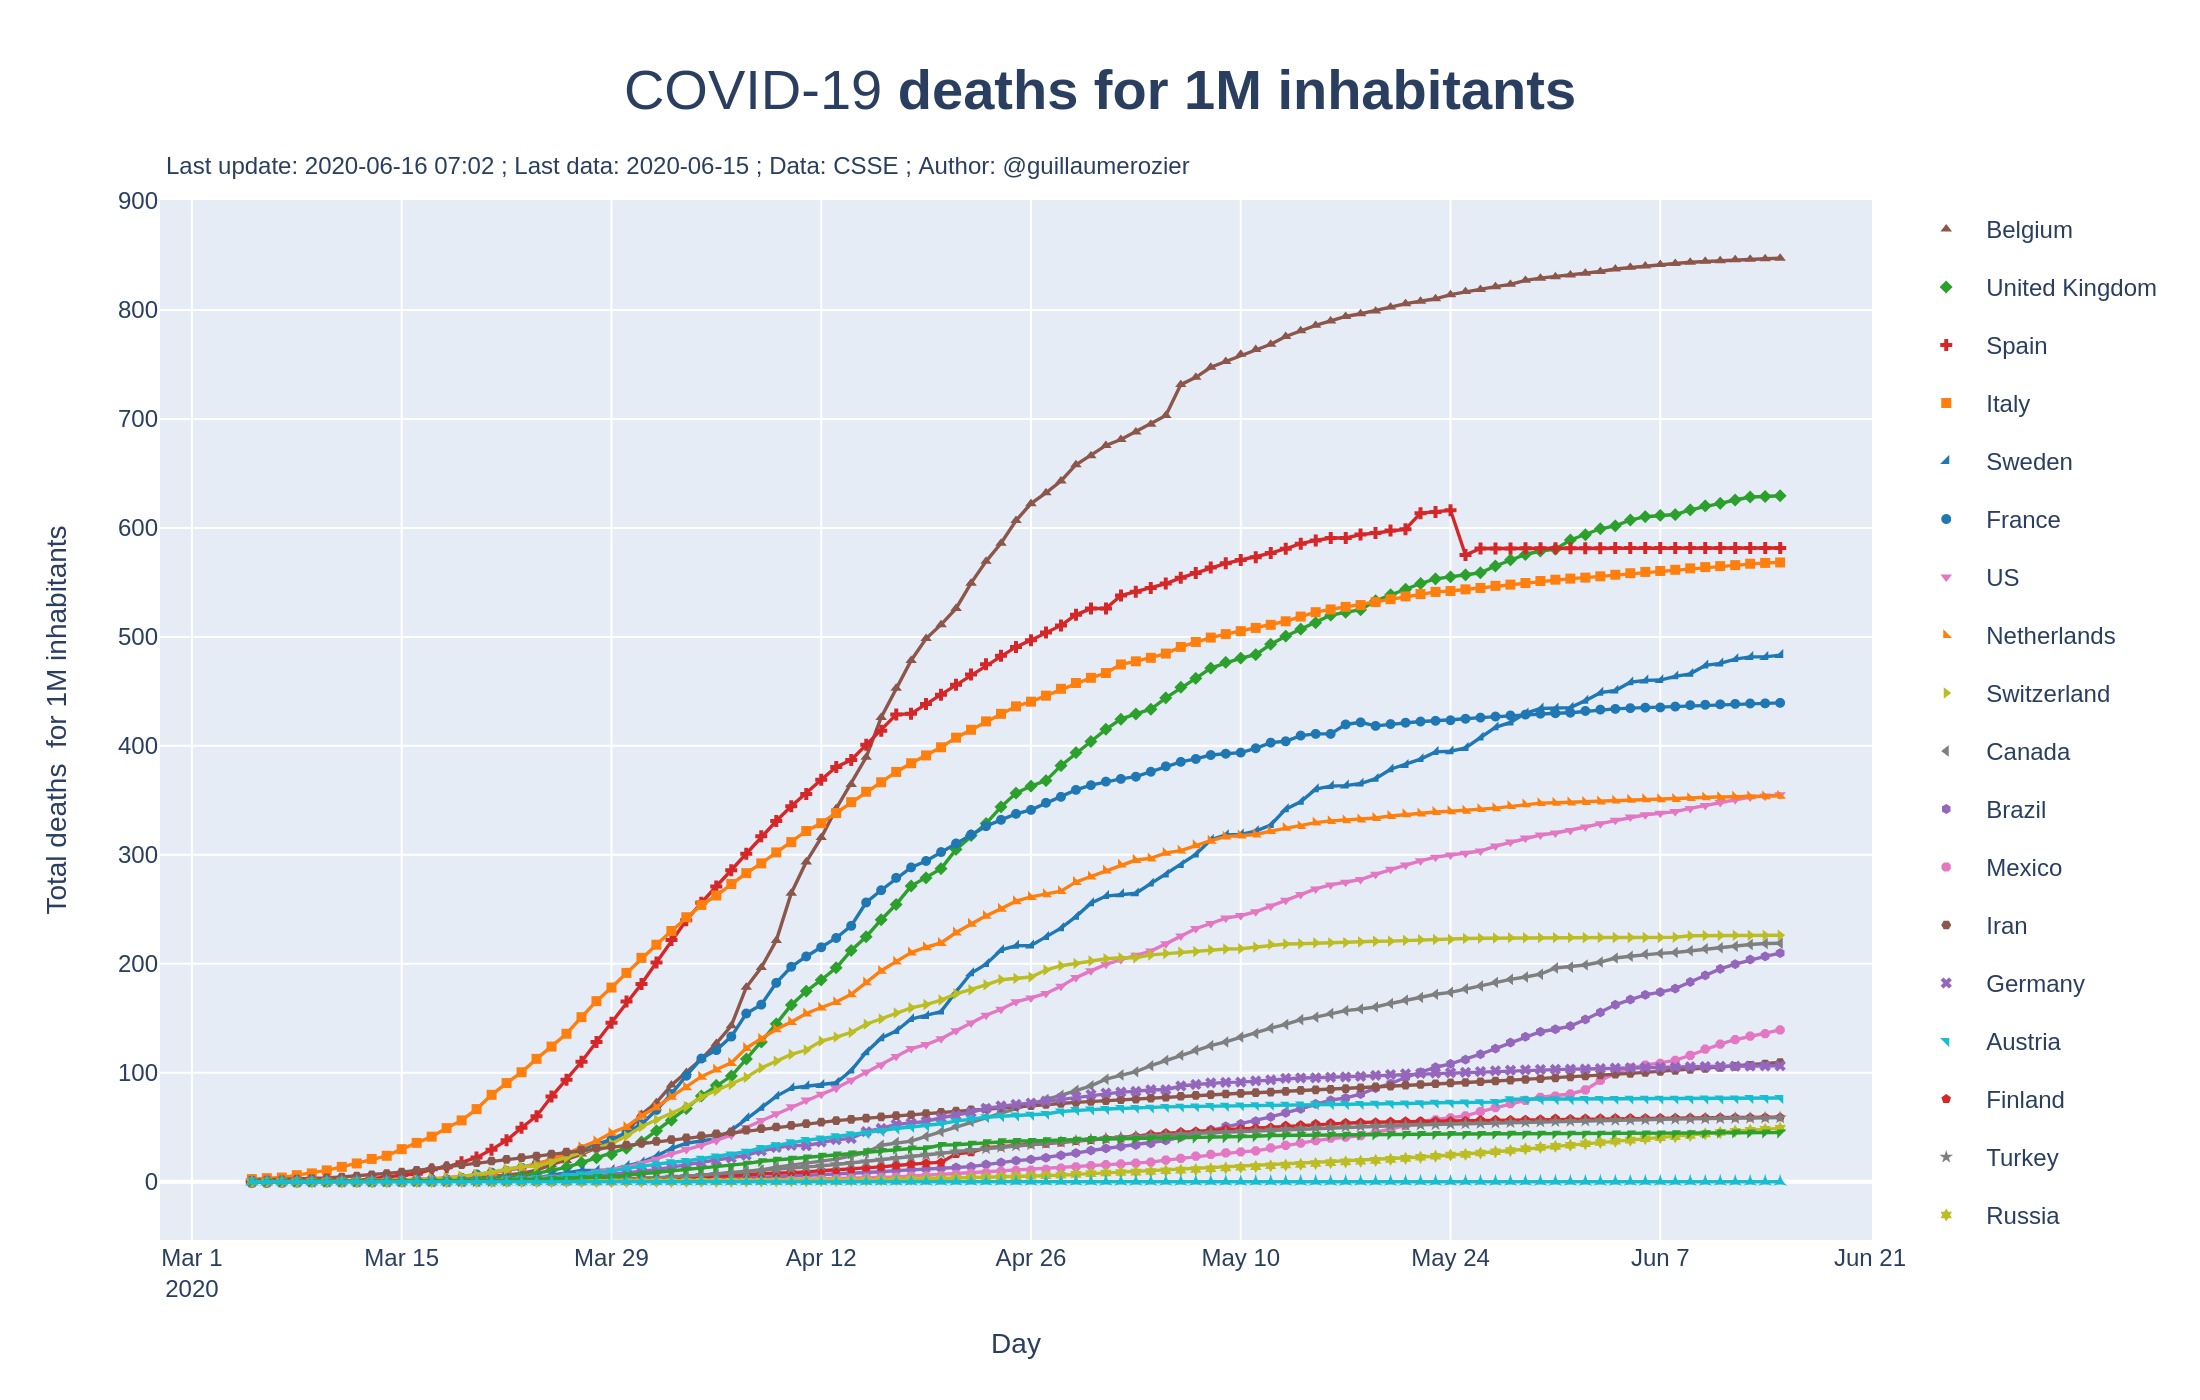 COVID-19 deaths for 1M inhabitants
Last update: 2020-06-16 07:02 ; Last data: 2020-06-15 ; Data: CSSE ; Author: @guillaumerozier
Total deaths for 1M inhabitants
900
800
700
600
500
400
300
200
100
0
Mar 1
2020
Mar 15
Mar 29
Apr 12
Apr 26
May 10
May 24
Jun 7
Jun 21
Day
Belgium
United Kingdom
Spain
Italy
Sweden
France
US
Netherlands
Switzerland
Canada
Brazil
Mexico
Iran
Germany
Austria
Finland
Turkey
Russia